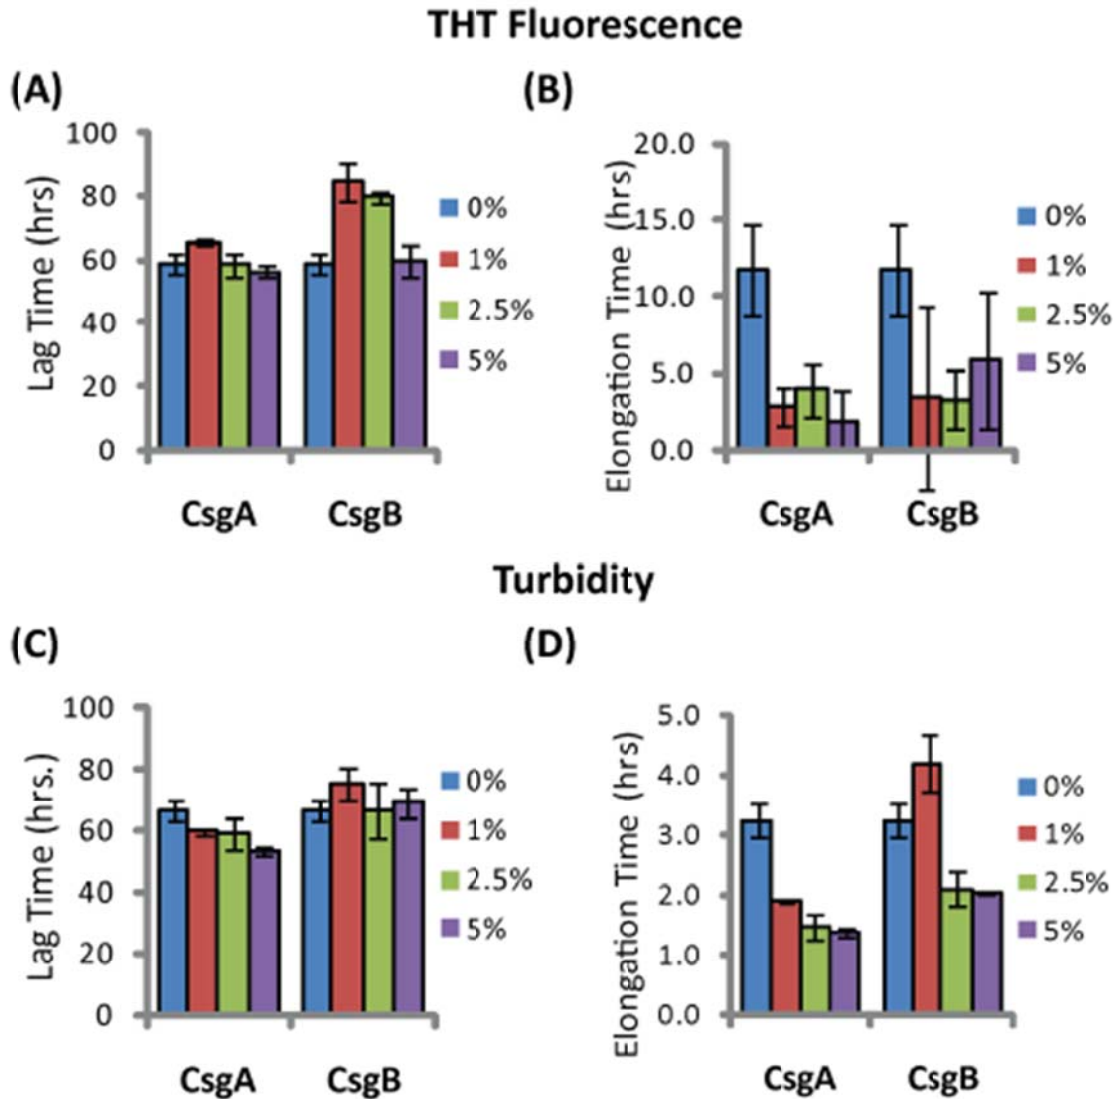 THT Fluorescence
(A)
Lag Time (hrs)
100
80
60
40
20
0
CsgA
CsgB
0%
1%
2.5%
5%
(B)
Elongation Time (hrs)
20.0
15.0
10.0
5.0
0.0
CsgA
CsgB
0%
1%
2.5%
5%
Turbidity
(C)
Lag Time (hrs.)
100
80
60
40
20
0
CsgA
CsgB
0%
1%
2.5%
5%
(D)
Elongation Time (hrs)
5.0
4.0
3.0
2.0
1.0
0.0
CsgA
CsgB
0%
1%
2.5%
5%